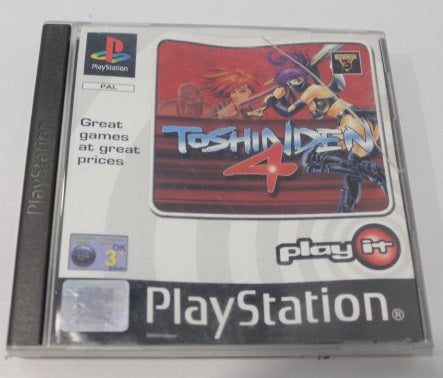 PlayStation
PAL
Great
games
at great
prices
TOSHINDEN
4
OK
3+
play it
PlayStation®
PlayStation